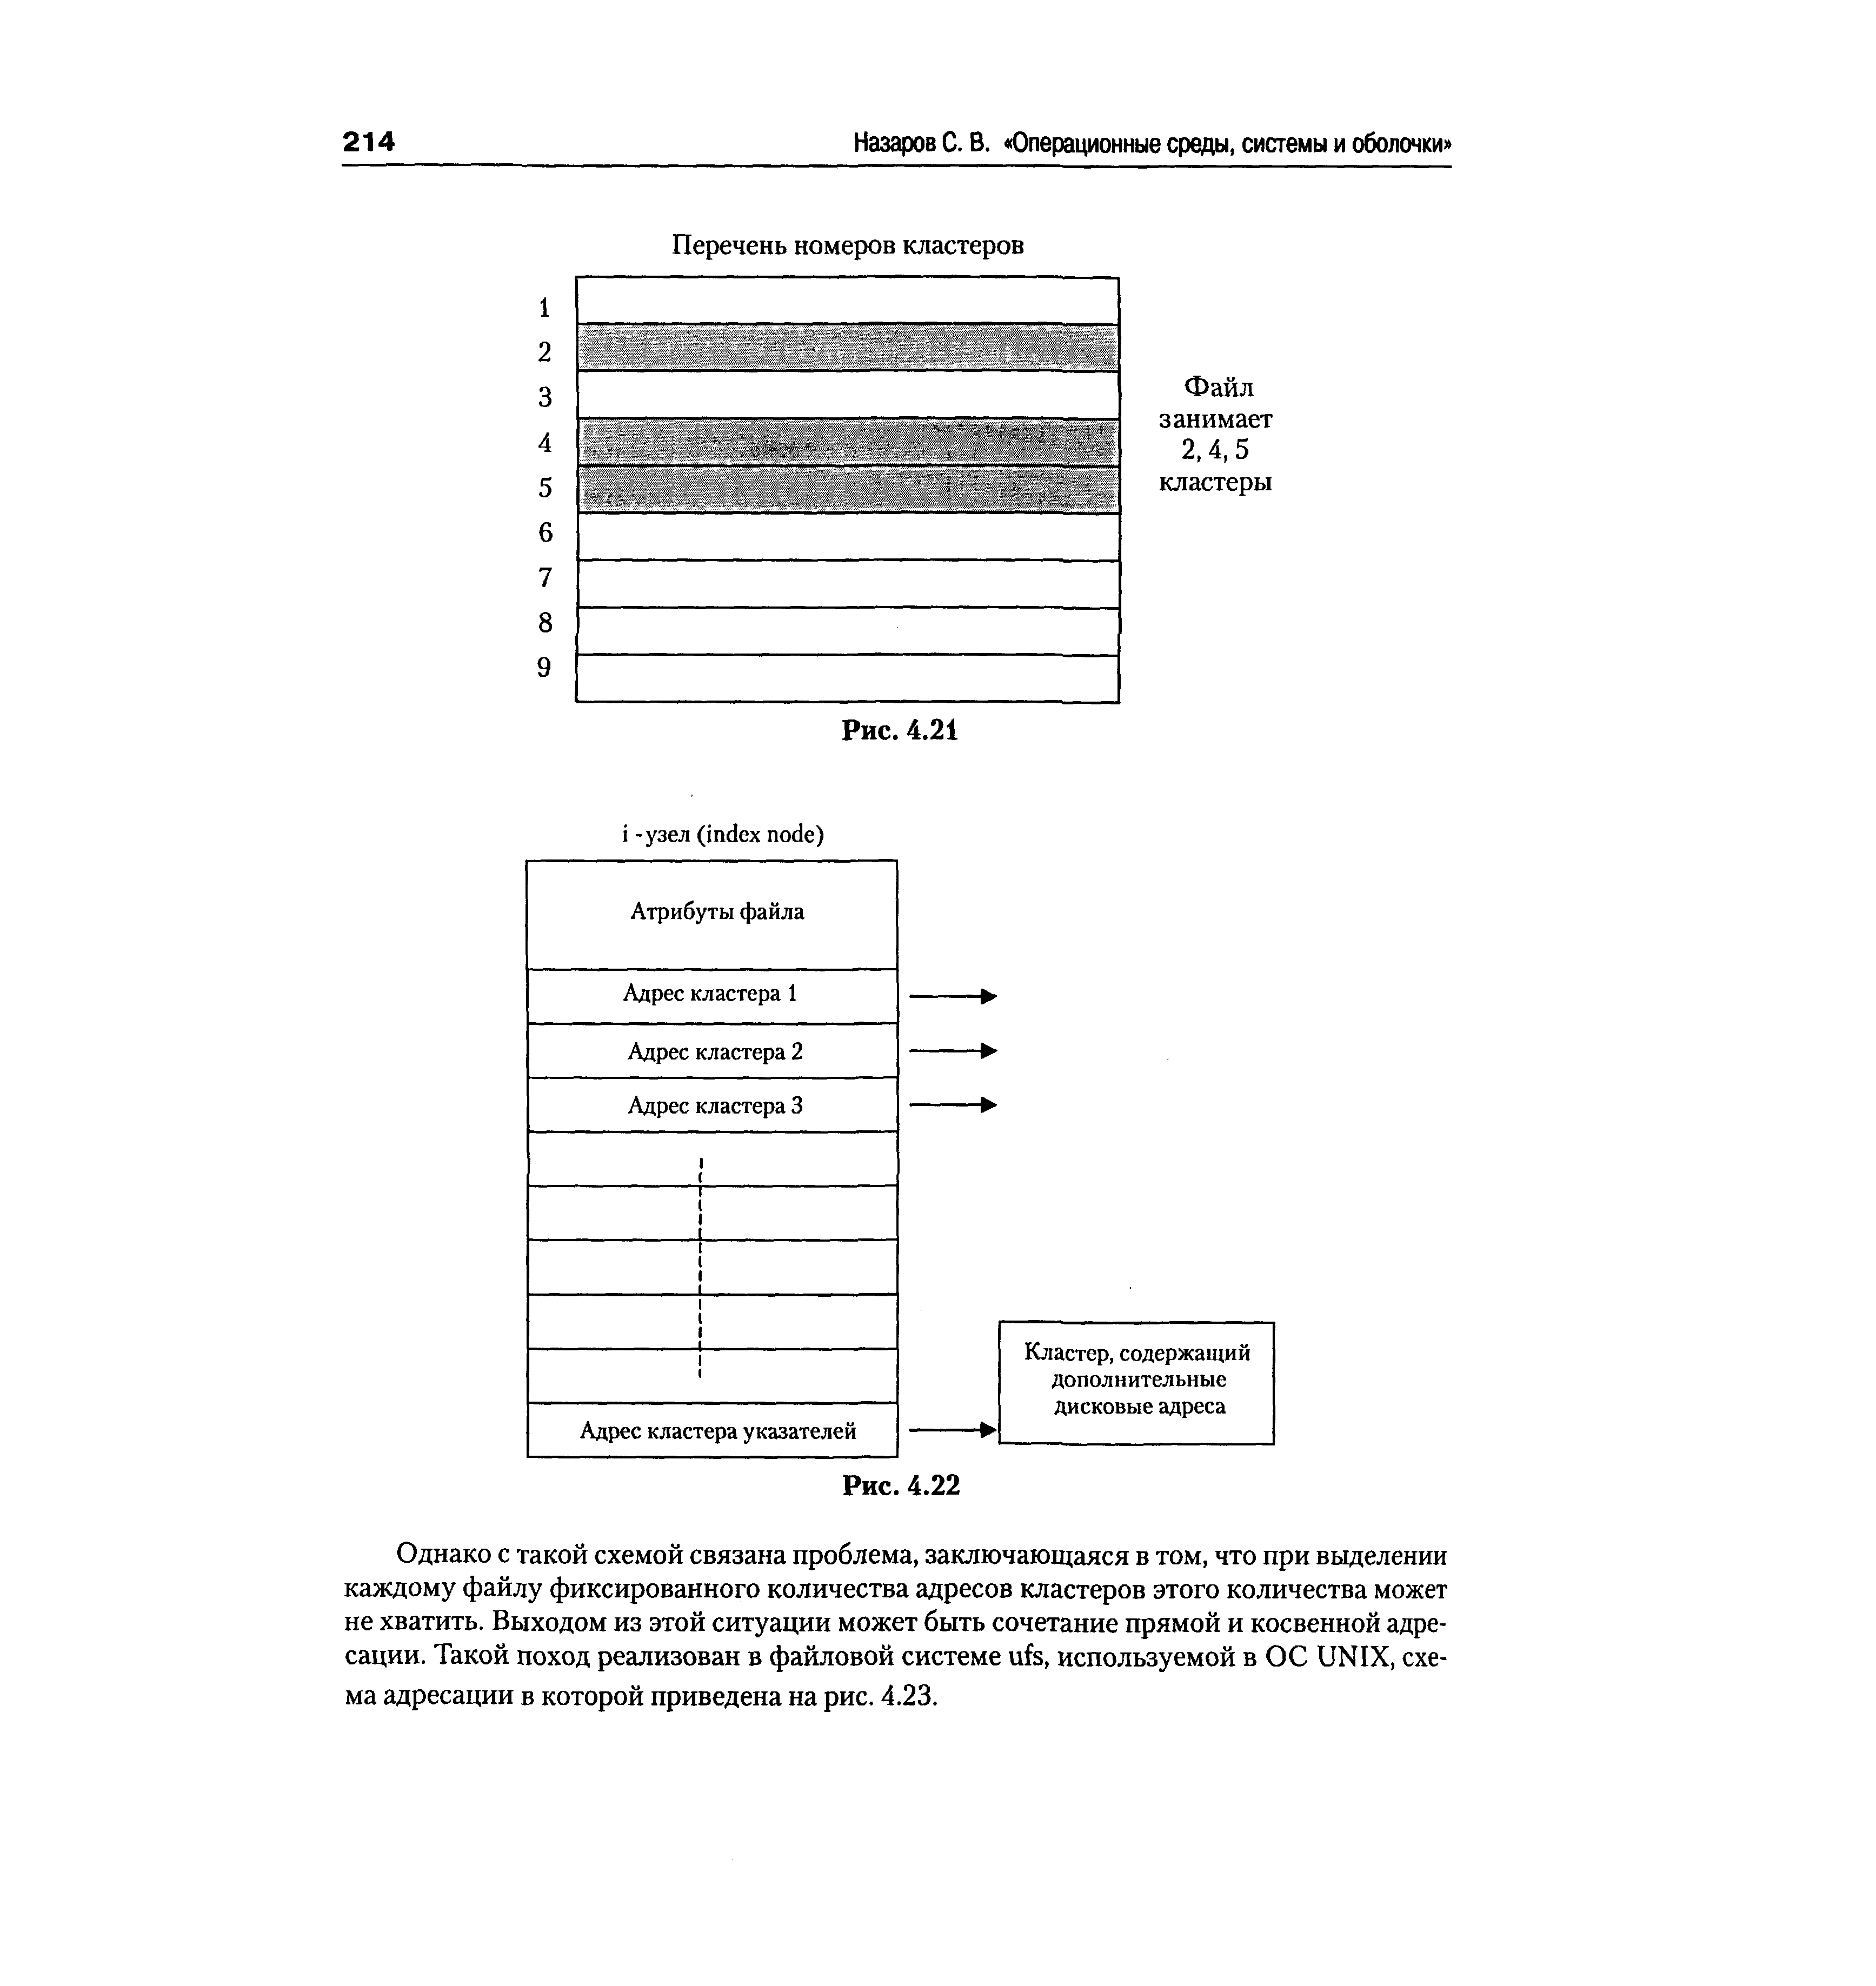 214
Назаров С. В. «Операционные среды, системы и оболочки»
Перечень номеров кластеров
1
2
3
4
5
6
7
8
9
Файл
занимает
2, 4, 5
кластеры
Рис. 4.21
i -узел (index node)
Атрибуты файла
Адрес кластера 1
Адрес кластера 2
Адрес кластера 3
Адрес кластера указателей
Кластер, содержащий
дополнительные
дисковые адреса
Рис. 4.22
Однако с такой схемой связана проблема, заключающаяся в том, что при выделении
каждому файлу фиксированного количества адресов кластеров этого количества может
не хватить. Выходом из этой ситуации может быть сочетание прямой и косвенной адре-
сации. Такой поход реализован в файловой системе ufs, используемой в ОС UNIX, схе-
ма адресации в которой приведена на рис. 4.23.